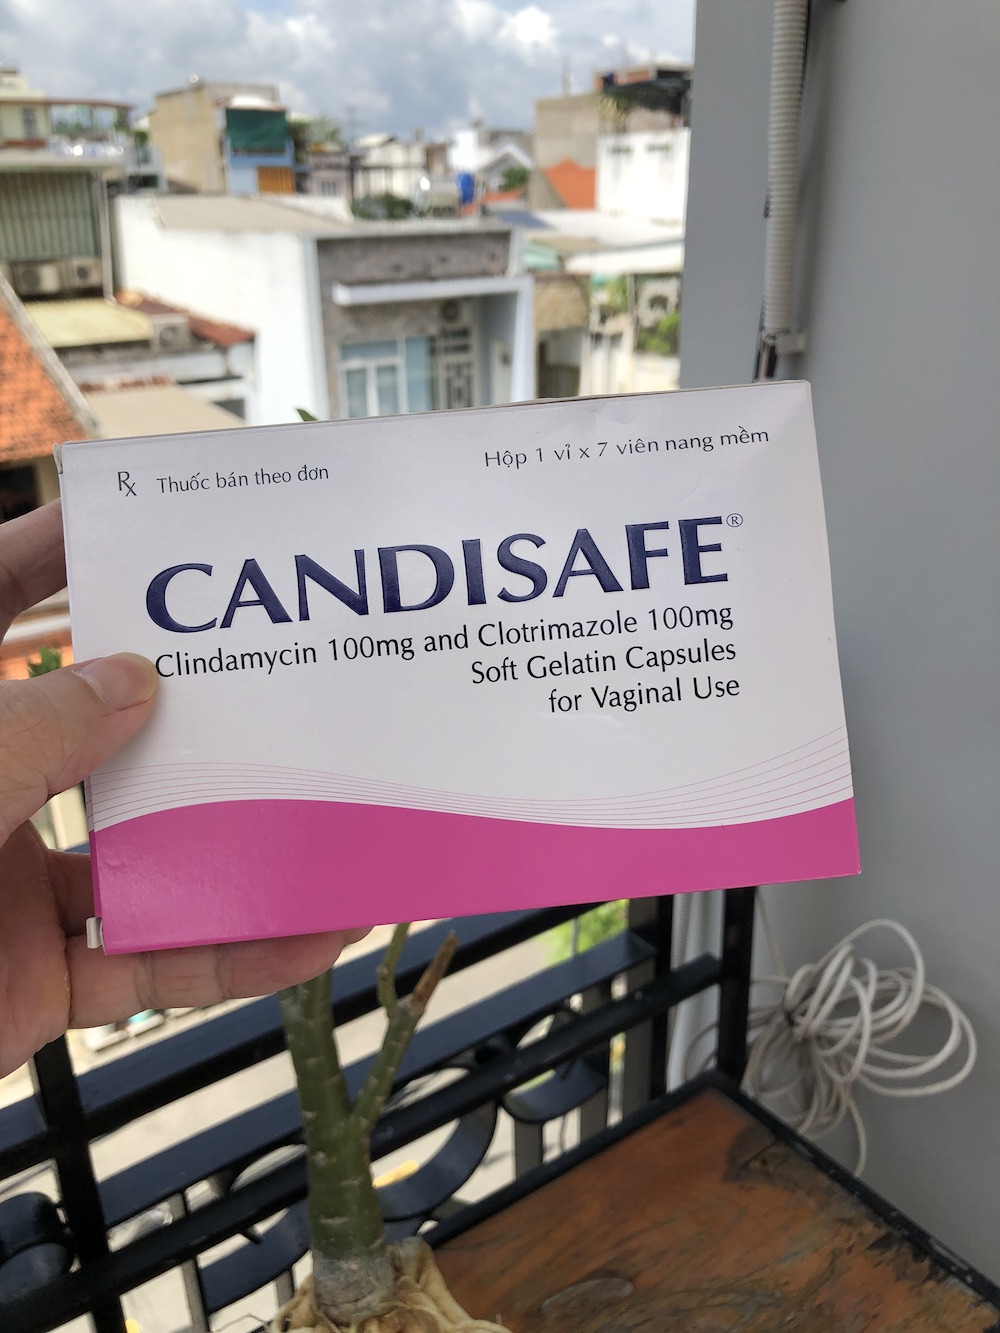 Rx Thuốc bán theo đơn
Hộp 1 vỉ x 7 viên nang mềm
CANDISAFE®
Clindamycin 100mg and Clotrimazole 100mg
Soft Gelatin Capsules
for Vaginal Use